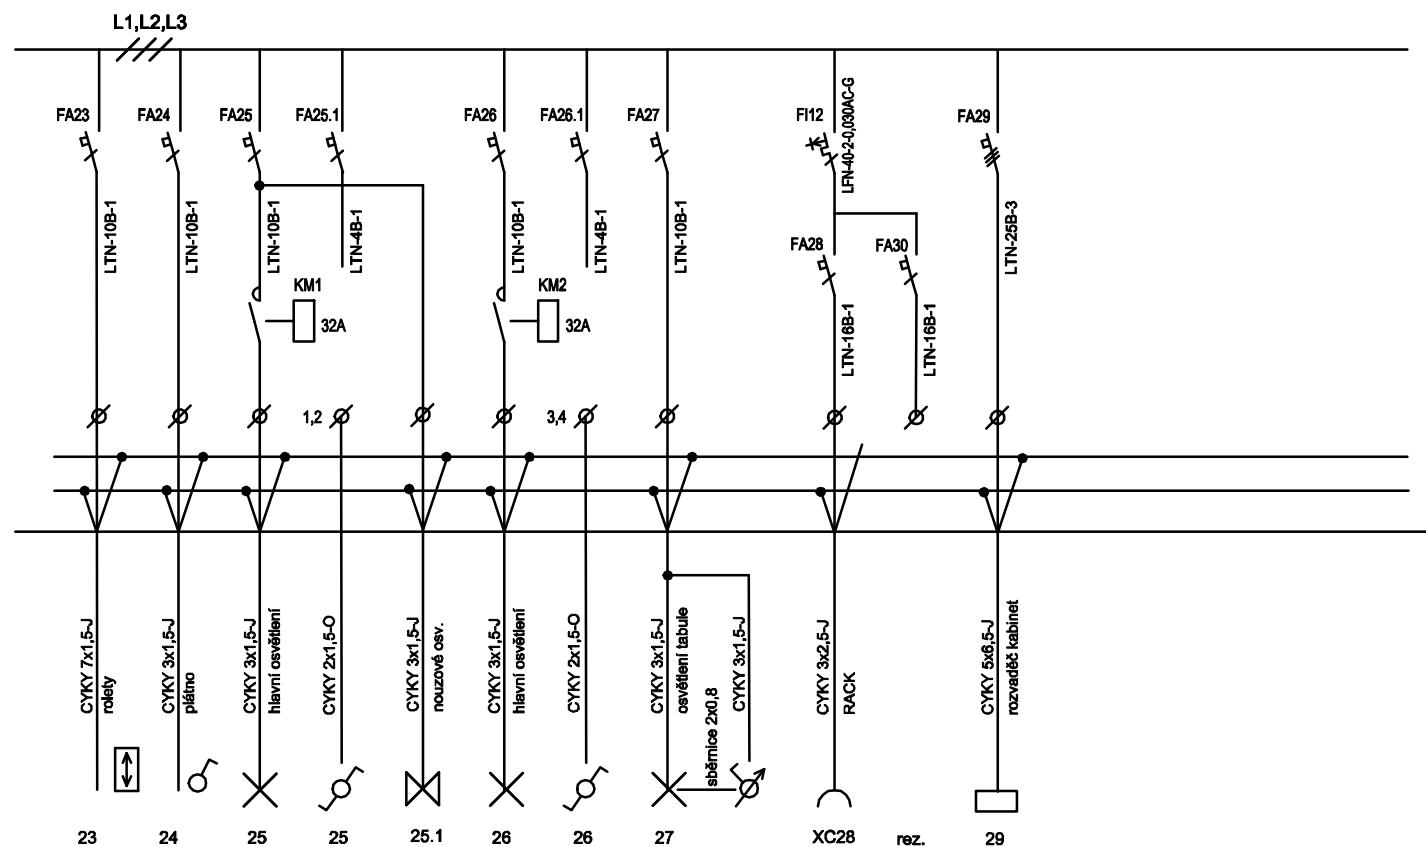 L1,L2,L3
FA23
FA24
FA25
FA25.1
FA26
FA26.1
FA27
FI12
FA29
LFN-40-2-0,030AC-G
LTN-10B-1
LTN-10B-1
LTN-10B-1
LTN-4B-1
LTN-10B-1
LTN-4B-1
LTN-10B-1
LTN-25B-3
FA28
FA30
KM1
32A
KM2
32A
LTN-16B-1
LTN-16B-1
1,2
3,4
CYKY 7x1,5-J
rolety
CYKY 3x1,5-J
plátno
CYKY 3x1,5-J
hlavní osvětlení
CYKY 2x1,5-O
CYKY 3x1,5-J
nouzové osv.
CYKY 3x1,5-J
hlavní osvětlení
CYKY 2x1,5-O
CYKY 3x1,5-J
osvětlení tabule
sběrnice 2x0,8
CYKY 3x1,5-J
CYKY 3x2,5-J
RACK
CYKY 5x6,5-J
rozvaděč kabinet
23
24
25
25
25.1
26
26
27
XC28
rez.
29